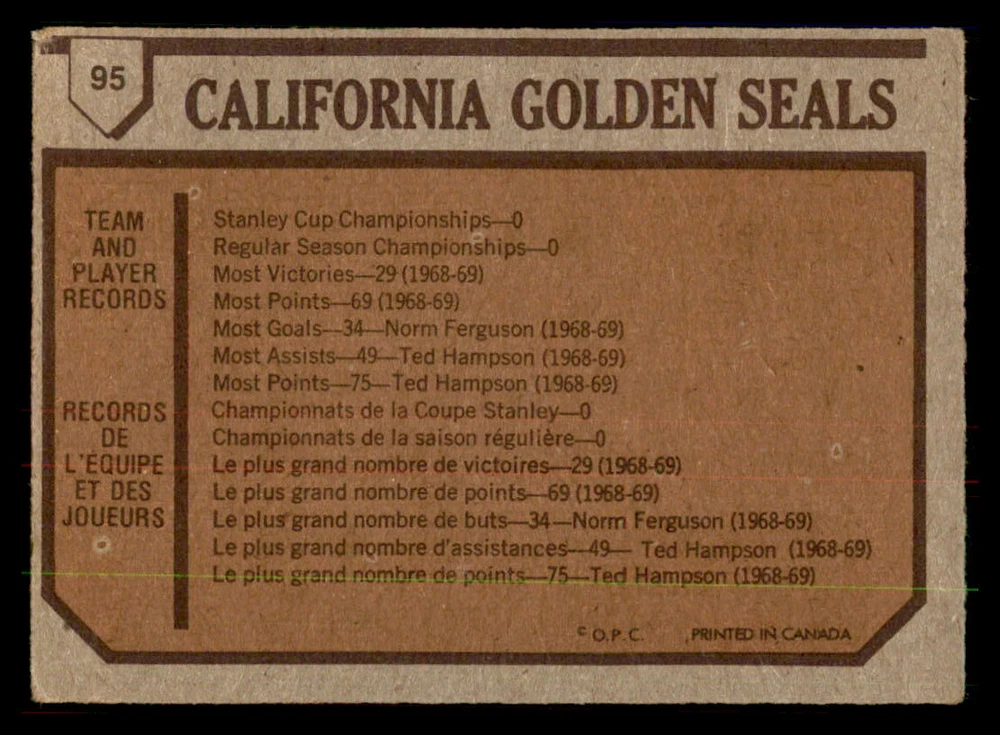 95
CALIFORNIA GOLDEN SEALS
TEAM
AND
PLAYER
RECORDS
Stanley Cup Championships—0
Regular Season Championships—0
Most Victories—29 (1968-69)
Most Points—69 (1968-69)
Most Goals—34—Norm Ferguson (1968-69)
Most Assists—49—Ted Hampson (1968-69)
Most Points—75—Ted Hampson (1968-69)
RECORDS
DE
L'ÉQUIPE
ET DES
JOUEURS
Championnats de la Coupe Stanley—0
Championnats de la saison régulière—0
Le plus grand nombre de victoires—29 (1968-69)
Le plus grand nombre de points—69 (1968-69)
Le plus grand nombre de buts—34—Norm Ferguson (1968-69)
Le plus grand nombre d'assistances—49— Ted Hampson (1968-69)
Le plus grand nombre de points—75—Ted Hampson (1968-69)
© O.P.C. PRINTED IN CANADA